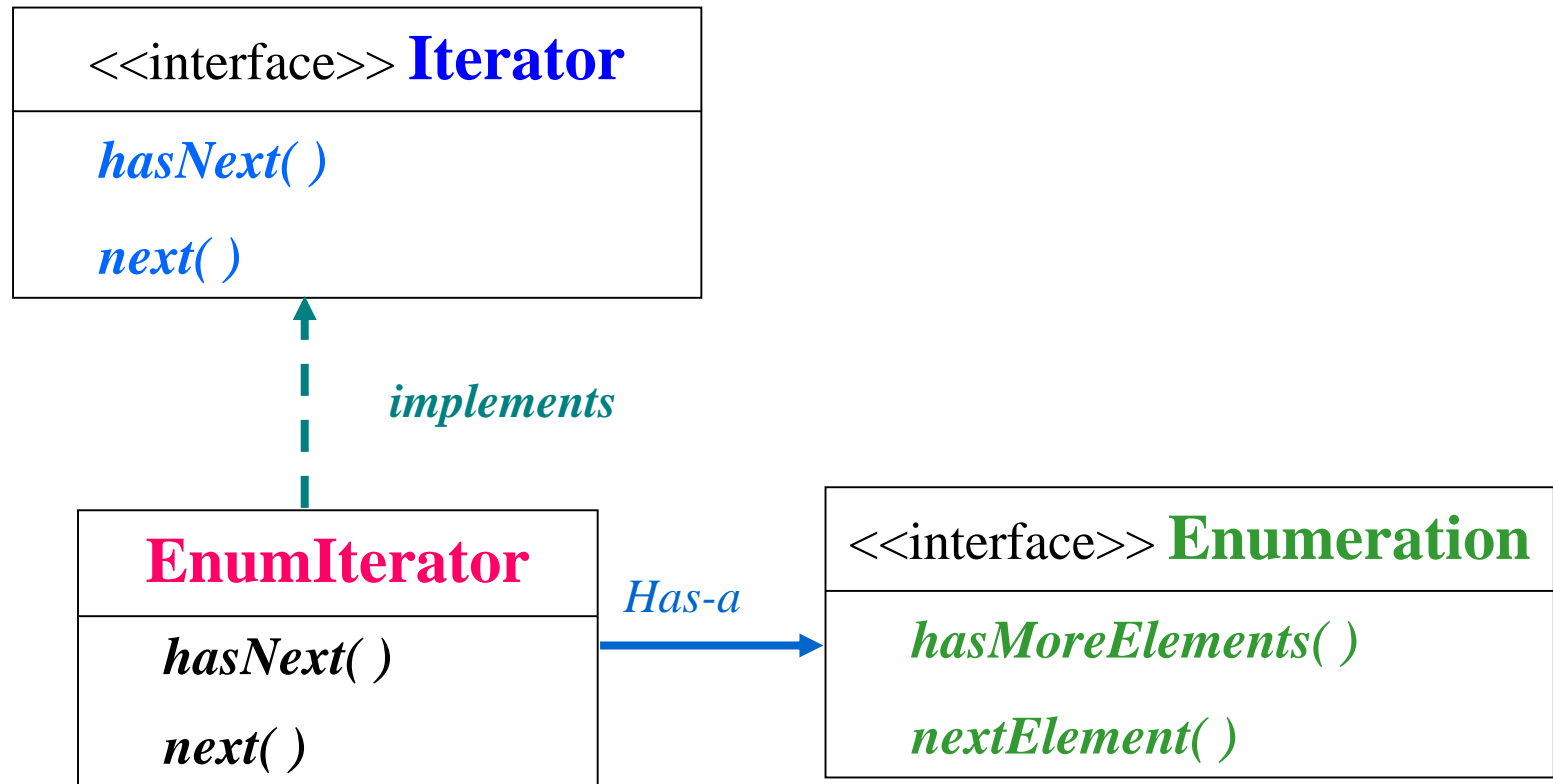 <<interface>> Iterator
hasNext( )
next( )
implements
EnumIterator
hasNext( )
next( )
Has-a
<<interface>> Enumeration
hasMoreElements( )
nextElement( )